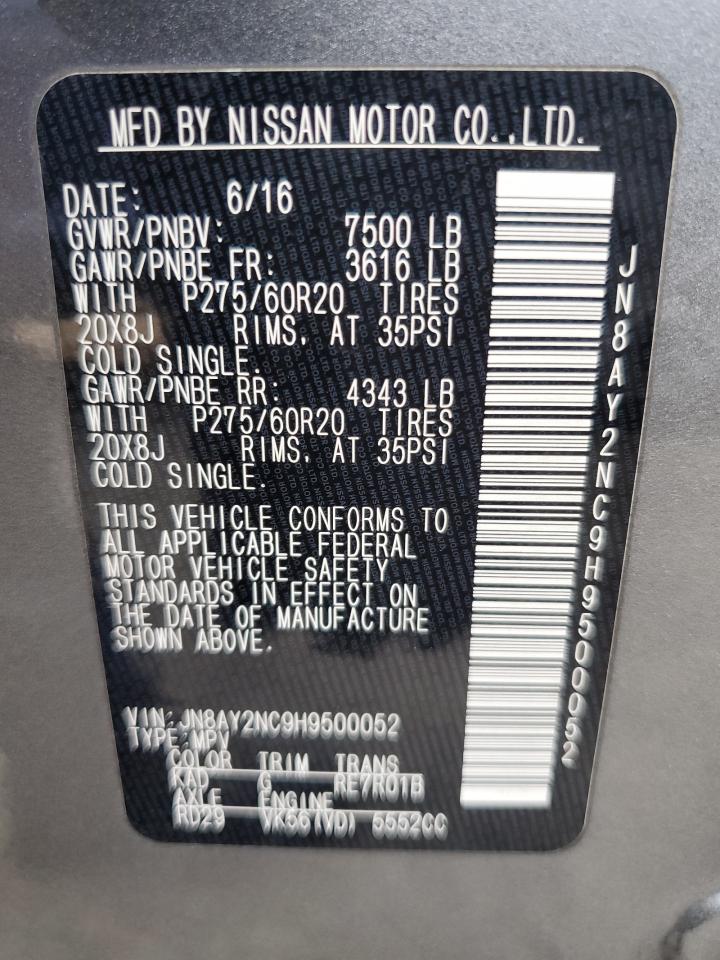 MFD BY NISSAN MOTOR CO.,LTD.
DATE: 6/16
GVWR/PNBV: 7500 LB
GAWR/PNBE FR: 3616 LB
WITH P275/60R20 TIRES
20X8J RIMS, AT 35PSI
COLD SINGLE.
GAWR/PNBE RR: 4343 LB
WITH P275/60R20 TIRES
20X8J RIMS, AT 35PSI
COLD SINGLE.
THIS VEHICLE CONFORMS TO
ALL APPLICABLE FEDERAL
MOTOR VEHICLE SAFETY
STANDARDS IN EFFECT ON
THE DATE OF MANUFACTURE
SHOWN ABOVE.
VIN: JN8AY2NC9H9500052
TYPE: MPV
COLOR TRIM TRANS
KAD G RE7R01B
AXLE ENGINE
RD29 VK56(VD) 5552CC
JN8AY2NC9H9500052